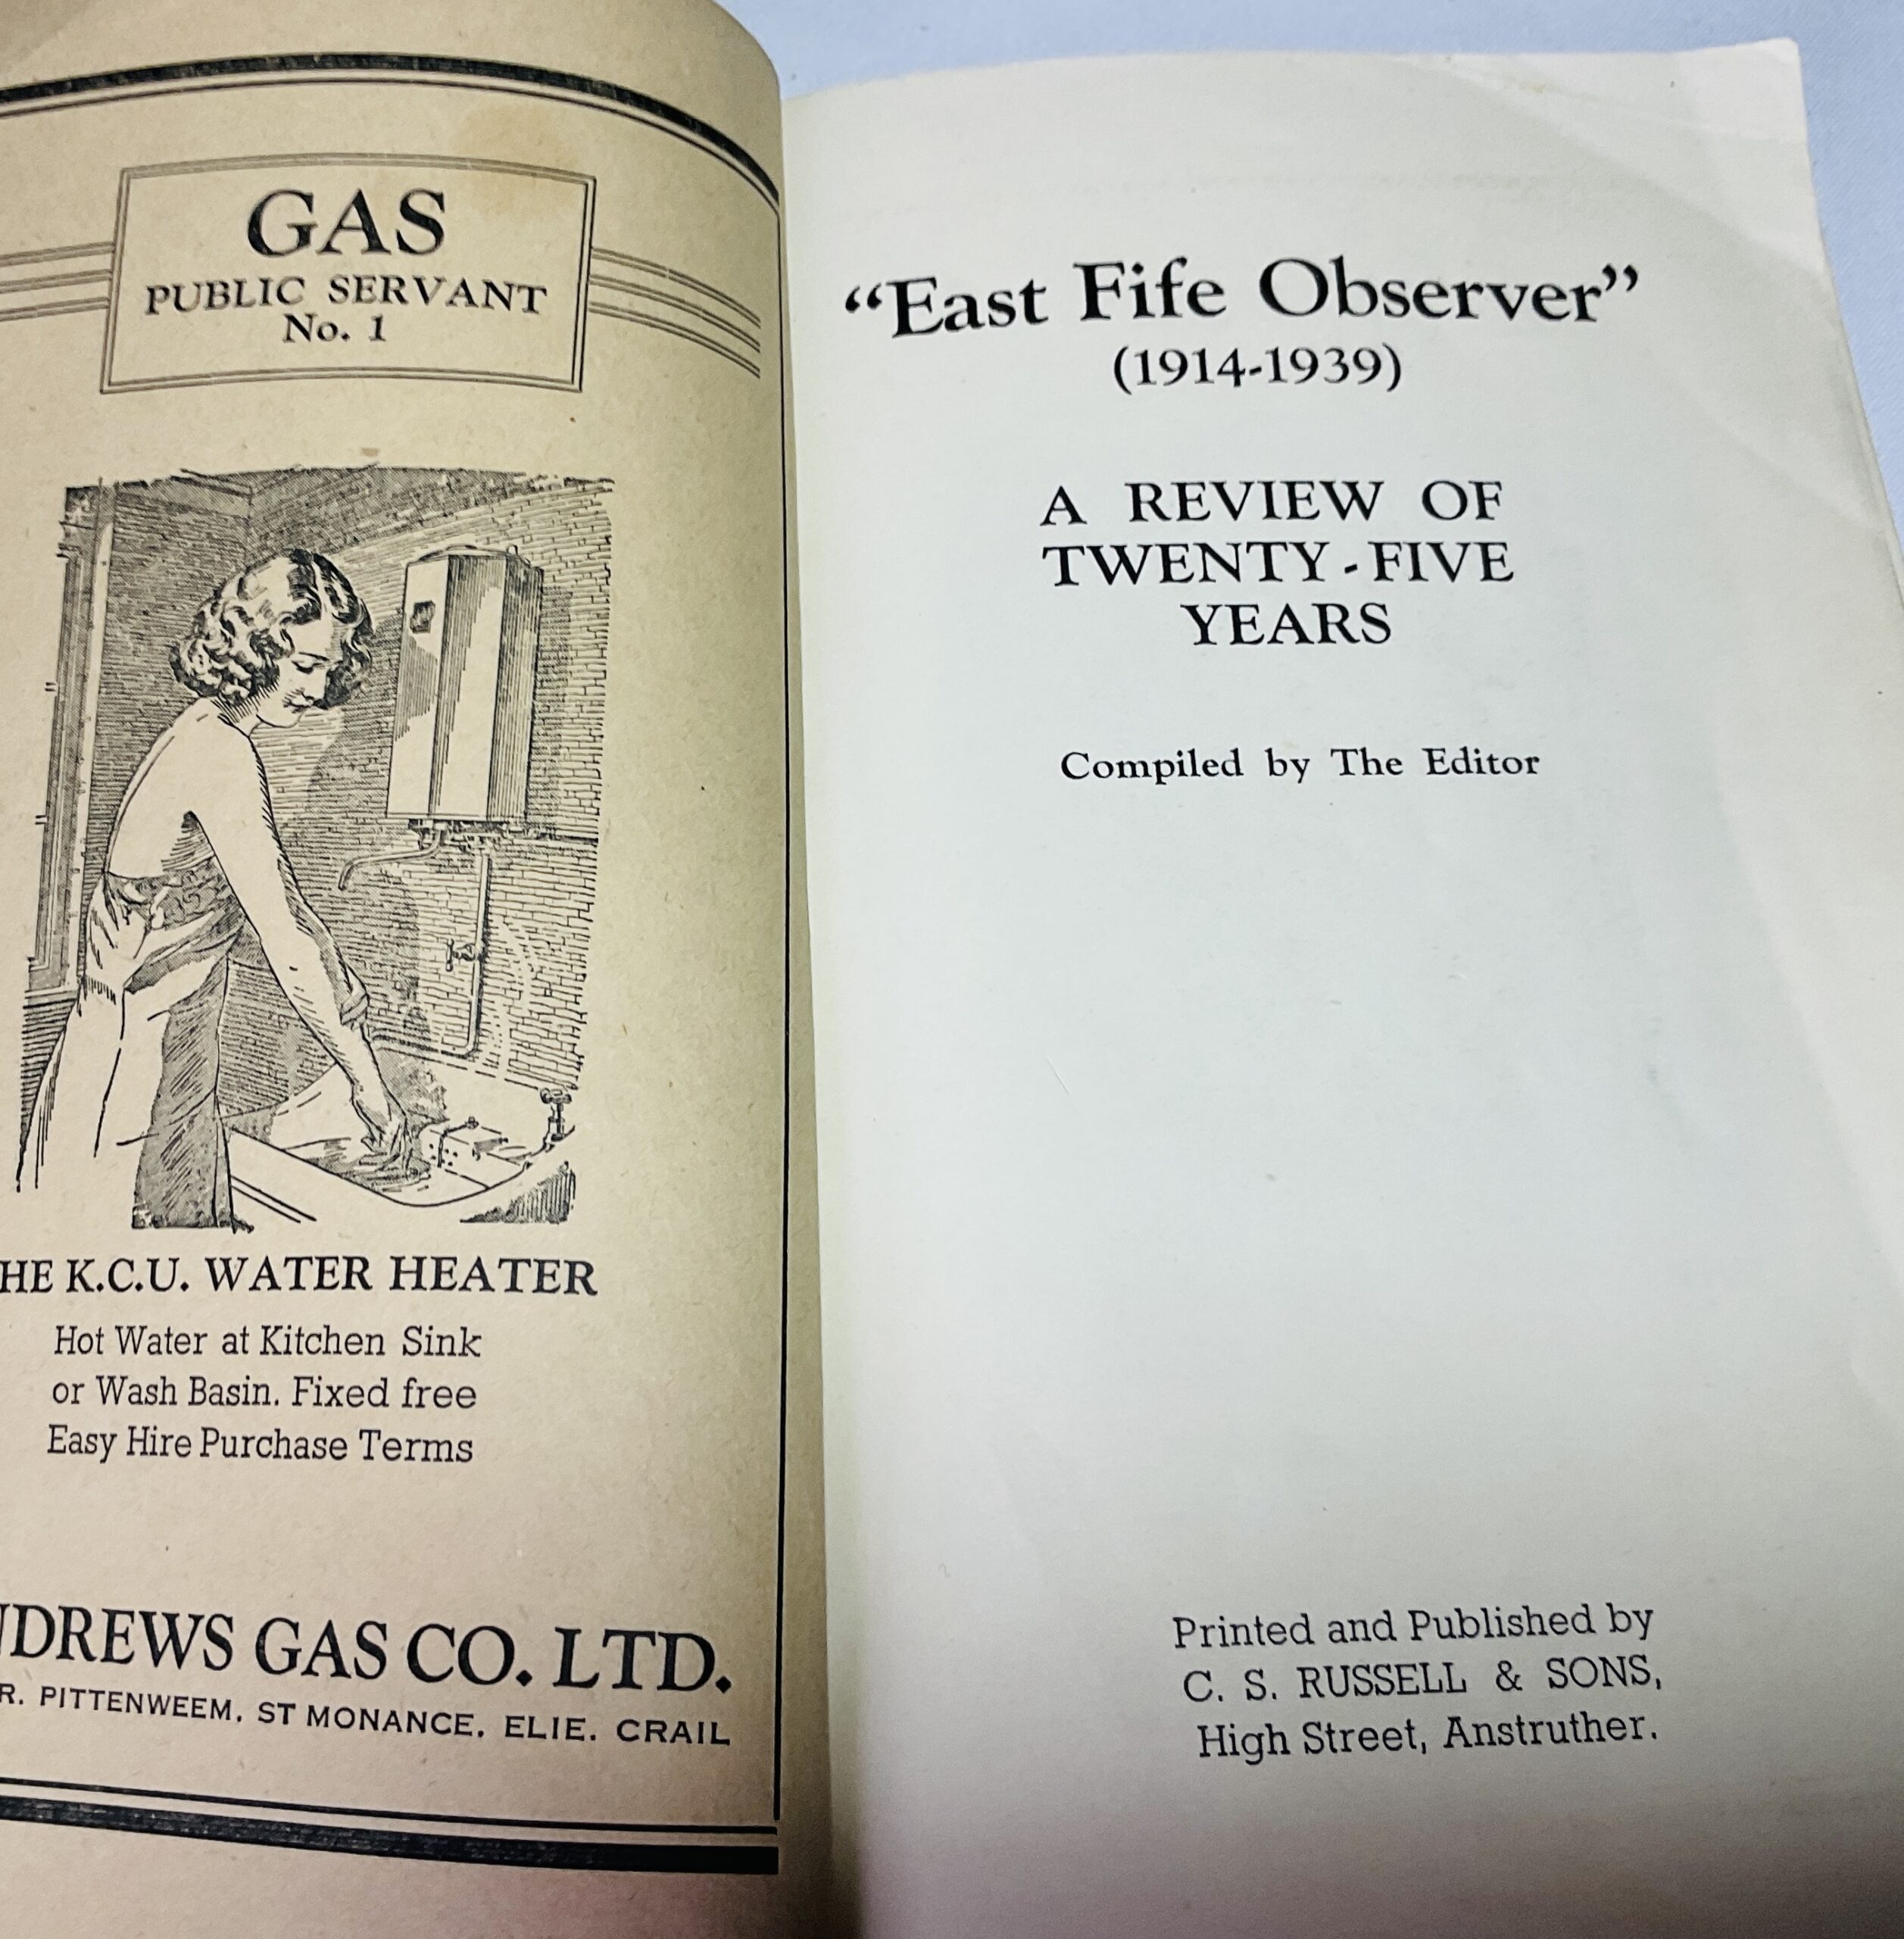 GAS
PUBLIC SERVANT
No. 1
HE K.C.U. WATER HEATER
Hot Water at Kitchen Sink
or Wash Basin. Fixed free
Easy Hire Purchase Terms
NDREWS GAS CO. LTD.
R. PITTENWEEM. ST MONANCE. ELIE. CRAIL
“East Fife Observer”
(1914-1939)
A REVIEW OF
TWENTY-FIVE
YEARS
Compiled by The Editor
Printed and Published by
C. S. RUSSELL & SONS,
High Street, Anstruther.